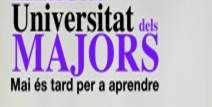 Universitat dels
MAJORS
Mai és tard per a aprendre